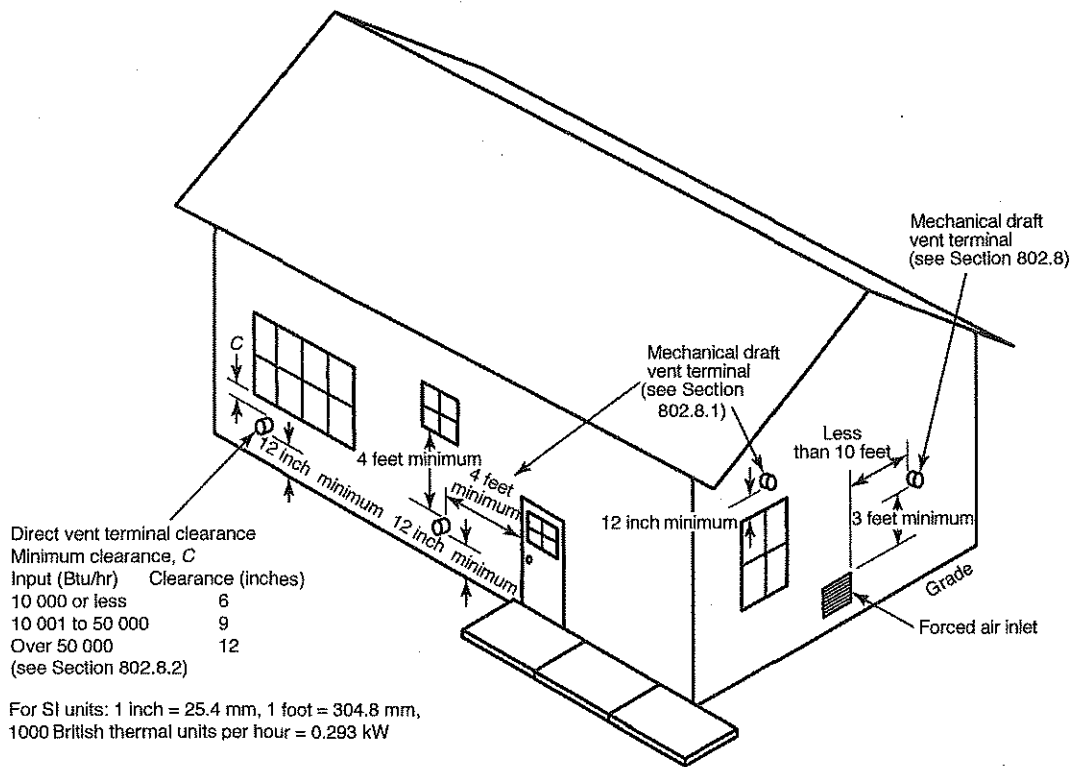 Mechanical draft
vent terminal
(see Section 802.8)
Mechanical draft
vent terminal
(see Section
802.8.1)
C
Less
than 10 feet
4 feet minimum
4 feet
minimum
12 inch minimum
12 inch minimum
12 inch minimum
3 feet minimum
Grade
Forced air inlet
Direct vent terminal clearance
Minimum clearance, C
Input (Btu/hr) Clearance (inches)
10 000 or less 6
10 001 to 50 000 9
Over 50 000 12
(see Section 802.8.2)
For SI units: 1 inch = 25.4 mm, 1 foot = 304.8 mm,
1000 British thermal units per hour = 0.293 kW